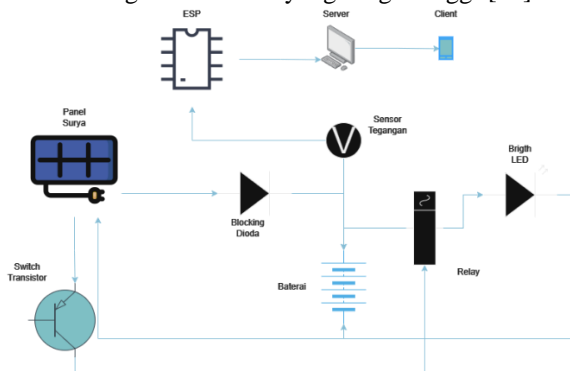 ESP
Server
Client
Panel
Surya
Sensor
Tegangan
V
Brigth
LED
Blocking
Dioda
Switch
Transistor
Baterai
Relay